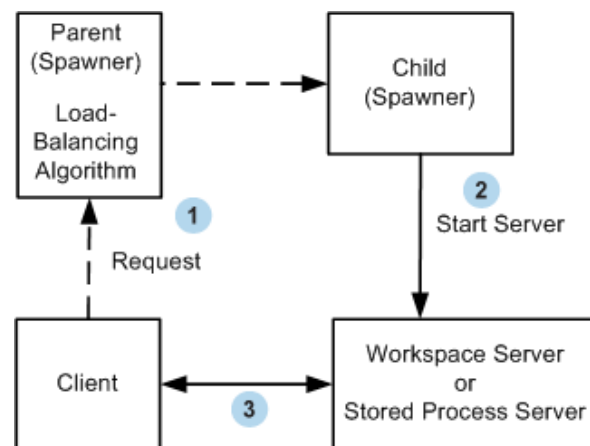 Parent
(Spawner)
Load-
Balancing
Algorithm
Child
(Spawner)
1
Request
2
Start Server
Client
3
Workspace Server
or
Stored Process Server